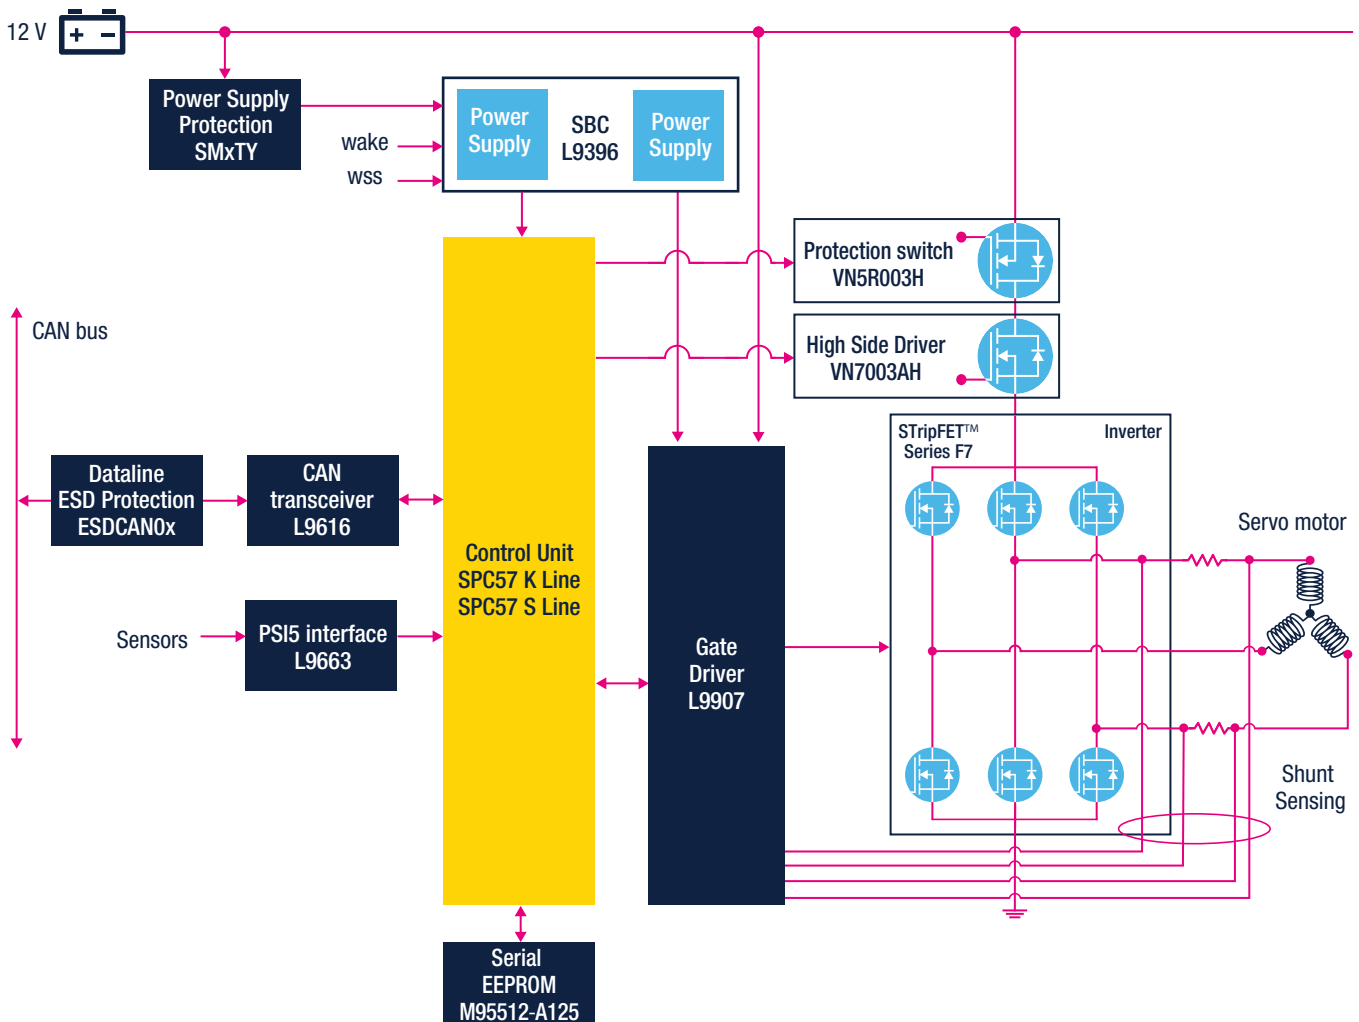 12 V
Power Supply
Protection
SMxTY
wake
wss
Power
Supply
SBC
L9396
Power
Supply
Protection switch
VN5R003H
High Side Driver
VN7003AH
CAN bus
STripFET™
Series F7
Inverter
Dataline
ESD Protection
ESDCAN0x
CAN
transceiver
L9616
Control Unit
SPC57 K Line
SPC57 S Line
Servo motor
Sensors
PSI5 interface
L9663
Gate
Driver
L9907
Shunt
Sensing
Serial
EEPROM
M95512-A125